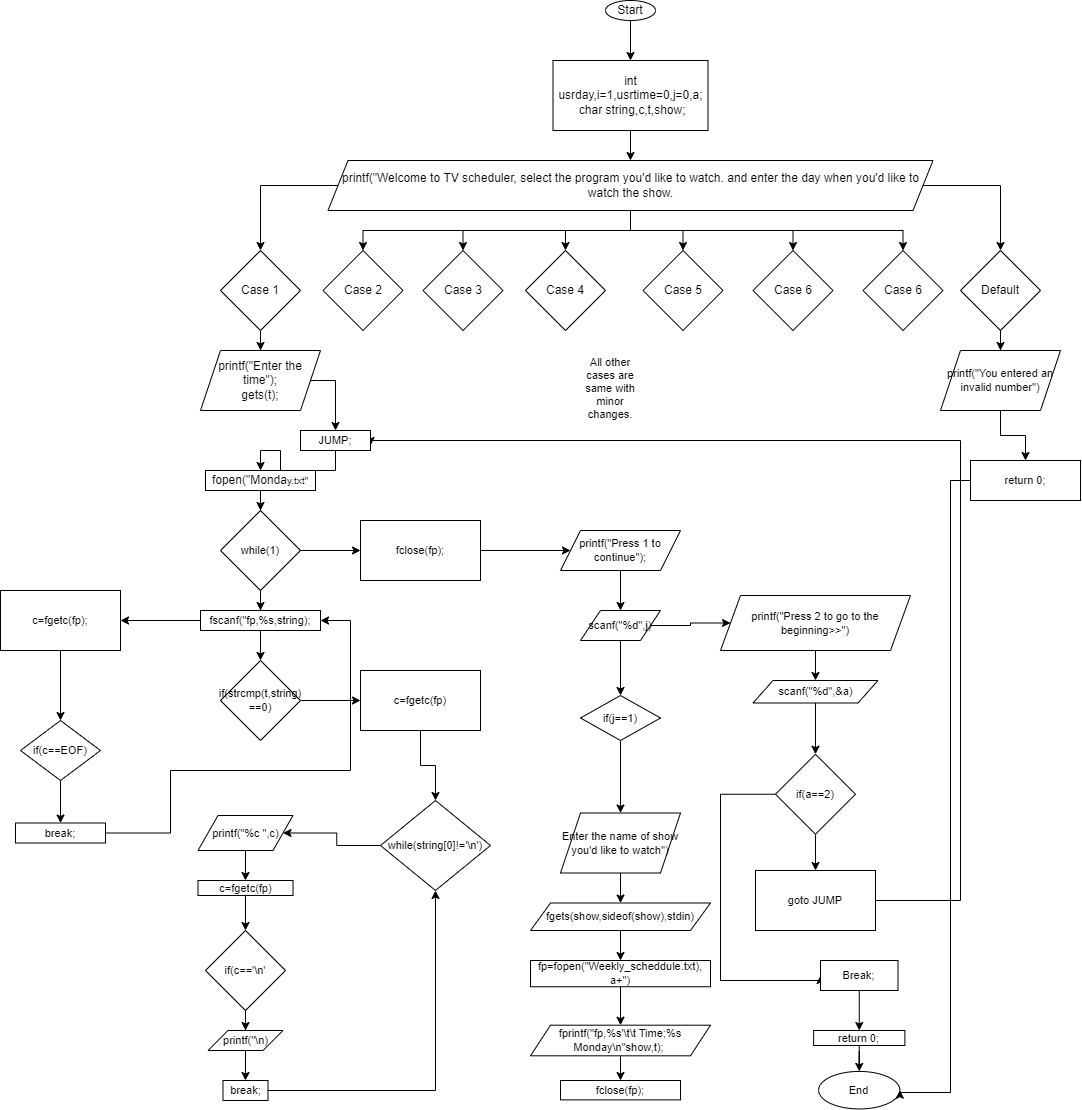 Start
int
usrday,i=1,usrtime=0,j=0,a;
char string,c,t,show;
printf("Welcome to TV scheduler, select the program you'd like to watch. and enter the day when you'd like to
watch the show.
Case 1
Case 2
Case 3
Case 4
Case 5
Case 6
Case 6
Default
printf("Enter the
time");
gets(t);
All other
cases are
same with
minor
changes.
printf("You entered an
invalid number")
JUMP;
fopen("Monday.txt"
return 0;
while(1)
fclose(fp);
printf("Press 1 to
continue");
c=fgetc(fp);
fscanf("fp,%s,string);
scanf("%d",j)
printf("Press 2 to go to the
beginning>>")
if(strcmp(t,string)
==0)
c=fgetc(fp)
scanf("%d",&a)
if(j==1)
if(c==EOF)
if(a==2)
break;
printf("%c ",c)
while(string[0]!='\n')
Enter the name of show
you'd like to watch")
c=fgetc(fp)
goto JUMP
fgets(show,sideof(show),stdin)
if(c=='\n'
fp=fopen("Weekly_scheddule.txt),
a+")
Break;
printf("\n)
fprintf("fp,%s'\t\t Time;%s
Monday\n"show,t);
return 0;
break;
fclose(fp);
End